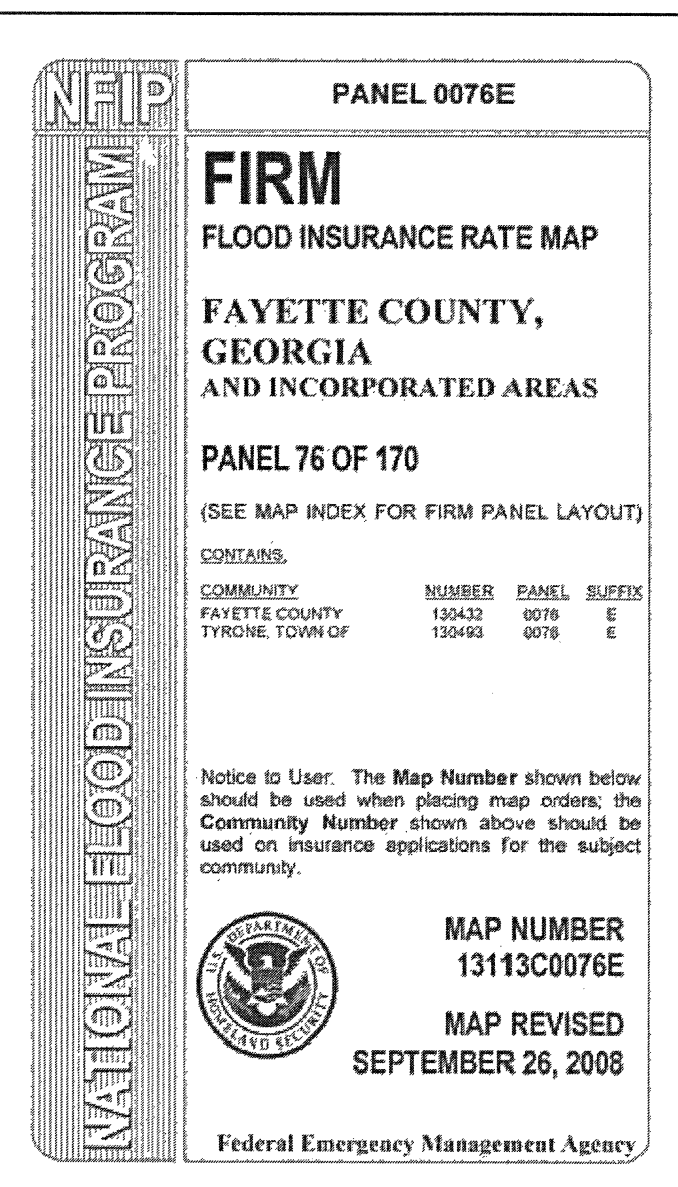 NFIP
PANEL 0076E
NATIONAL FLOOD INSURANCE PROGRAM
FIRM
FLOOD INSURANCE RATE MAP
FAYETTE COUNTY,
GEORGIA
AND INCORPORATED AREAS
PANEL 76 OF 170
(SEE MAP INDEX FOR FIRM PANEL LAYOUT)
CONTAINS:
COMMUNITY NUMBER PANEL SUFFIX
FAYETTE COUNTY 130432 0076 E
TYRONE, TOWN OF 130493 0076 E
Notice to User: The Map Number shown below
should be used when placing map orders; the
Community Number shown above should be
used on insurance applications for the subject
community.
U.S. DEPARTMENT OF HOMELAND SECURITY
MAP NUMBER
13113C0076E
MAP REVISED
SEPTEMBER 26, 2008
Federal Emergency Management Agency